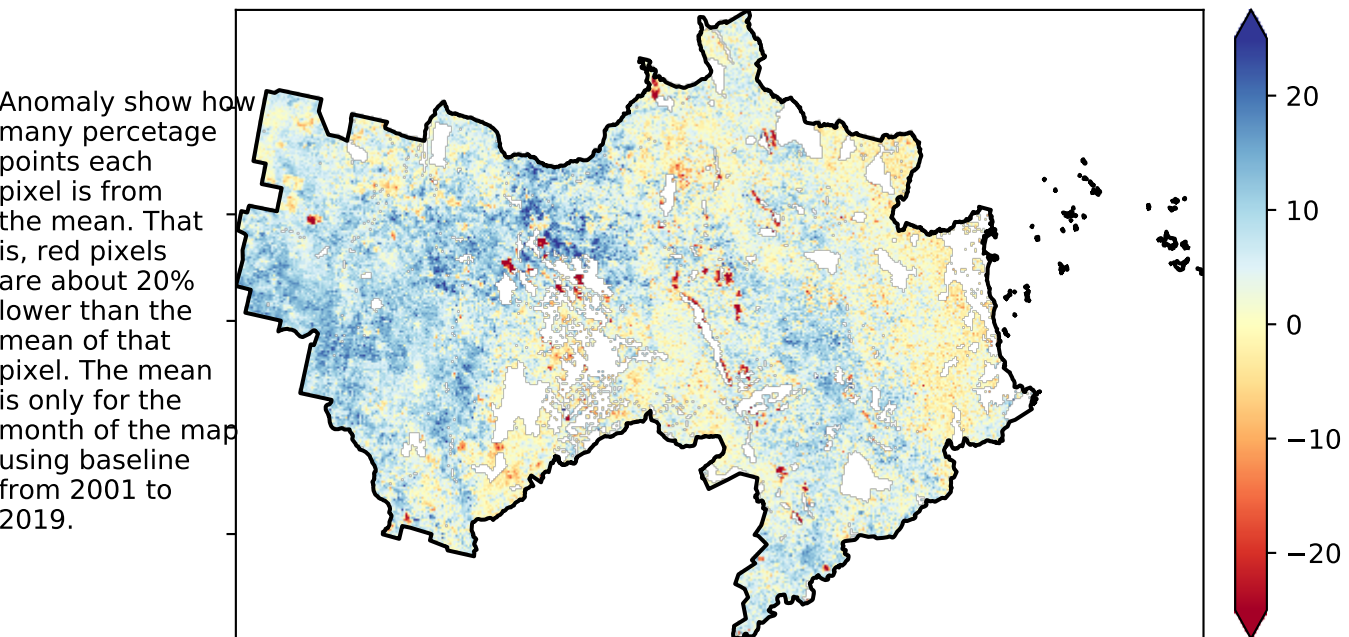 Anomaly show how
many percetage
points each
pixel is from
the mean. That
is, red pixels
are about 20%
lower than the
mean of that
pixel. The mean
is only for the
month of the map
using baseline
from 2001 to
2019.
20
10
0
−10
−20